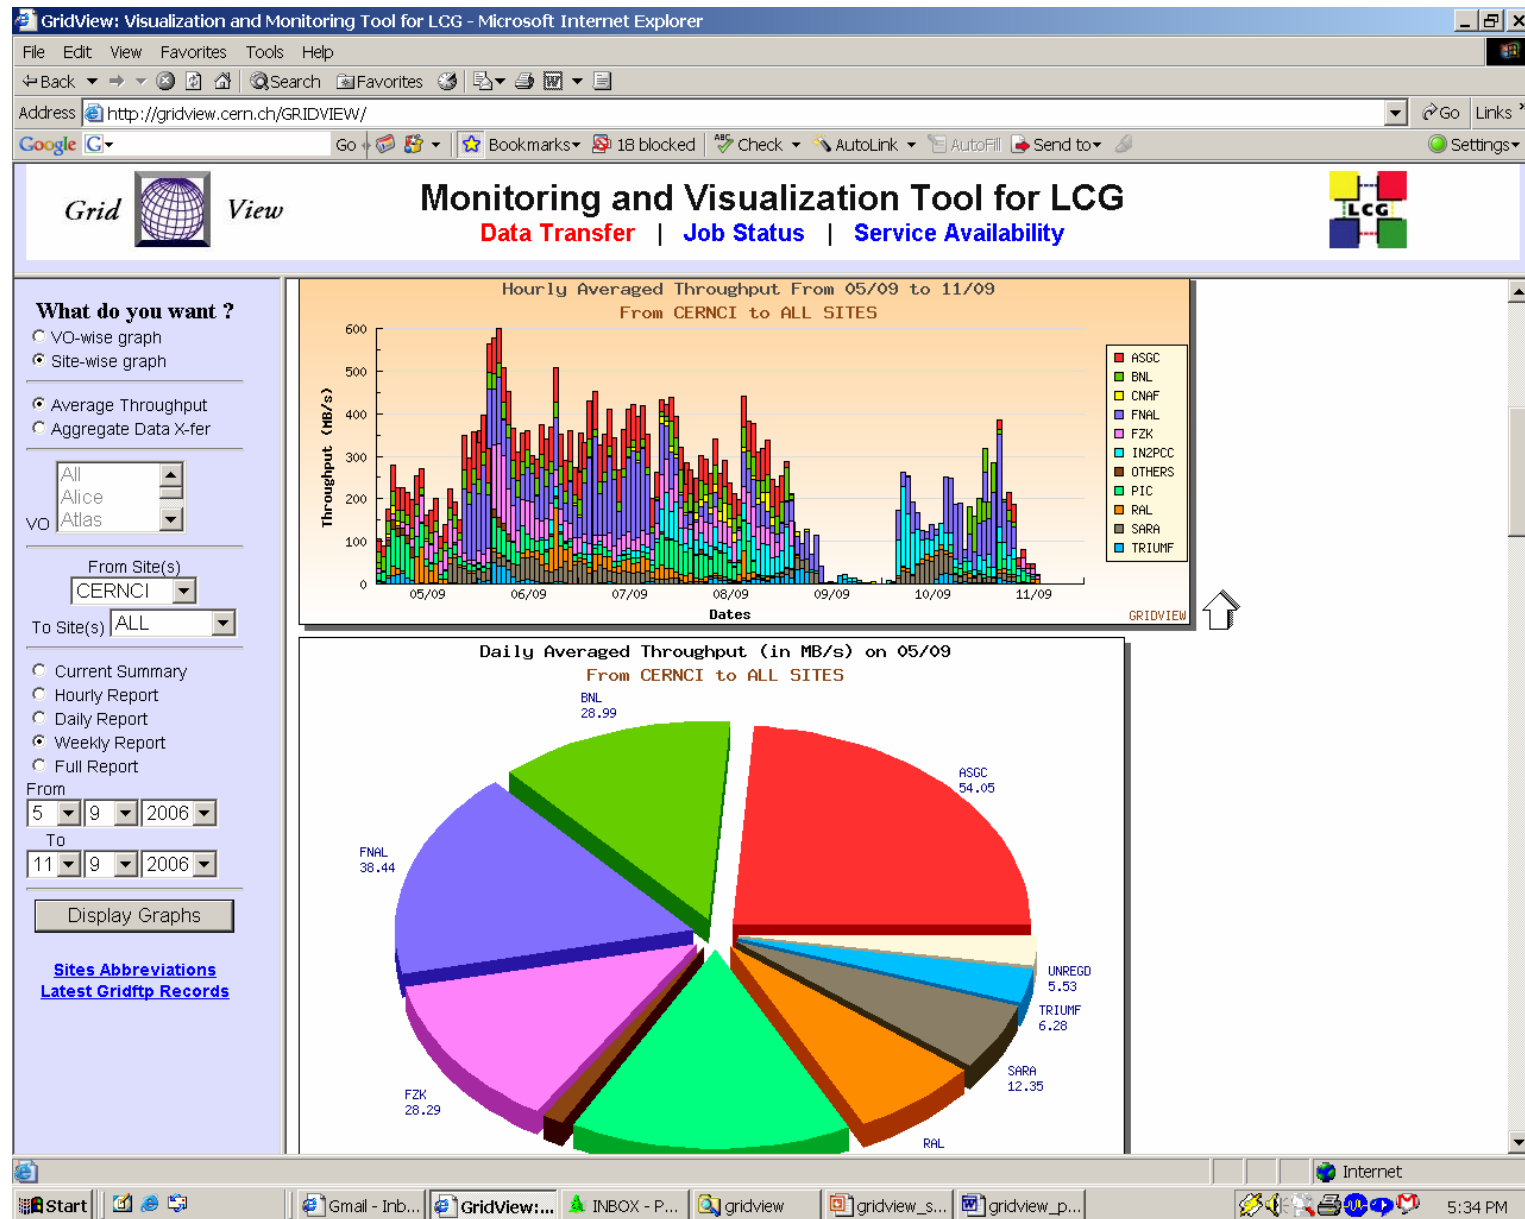 GridView: Visualization and Monitoring Tool for LCG - Microsoft Internet Explorer
File Edit View Favorites Tools Help
Back Search Favorites
Address http://gridview.cern.ch/GRIDVIEW/ Go Links
Google G Go Bookmarks 18 blocked ABC Check AutoLink AutoFill Send to Settings
Grid View
Monitoring and Visualization Tool for LCG
Data Transfer | Job Status | Service Availability
LCG
What do you want ?
VO-wise graph
Site-wise graph
Average Throughput
Aggregate Data X-fer
All
Alice
VO Atlas
From Site(s)
CERNCI
To Site(s) ALL
Current Summary
Hourly Report
Daily Report
Weekly Report
Full Report
From
5 9 2006
To
11 9 2006
Display Graphs
Sites Abbreviations
Latest Gridftp Records
Hourly Averaged Throughput From 05/09 to 11/09
From CERNCI to ALL SITES
Throughput (MB/s)
600
500
400
300
200
100
0
05/09 06/09 07/09 08/09 09/09 10/09 11/09
Dates
ASGC
BNL
CNAF
FNAL
FZK
IN2PCC
OTHERS
PIC
RAL
SARA
TRIUMF
GRIDVIEW
Daily Averaged Throughput (in MB/s) on 05/09
From CERNCI to ALL SITES
BNL
28.99
ASGC
54.05
FNAL
38.44
UNREGD
5.53
TRIUMF
6.28
SARA
12.35
FZK
28.29
RAL
Internet
Start Gmail - Inb... GridView:... INBOX - P... gridview gridview_s... gridview_p... 5:34 PM